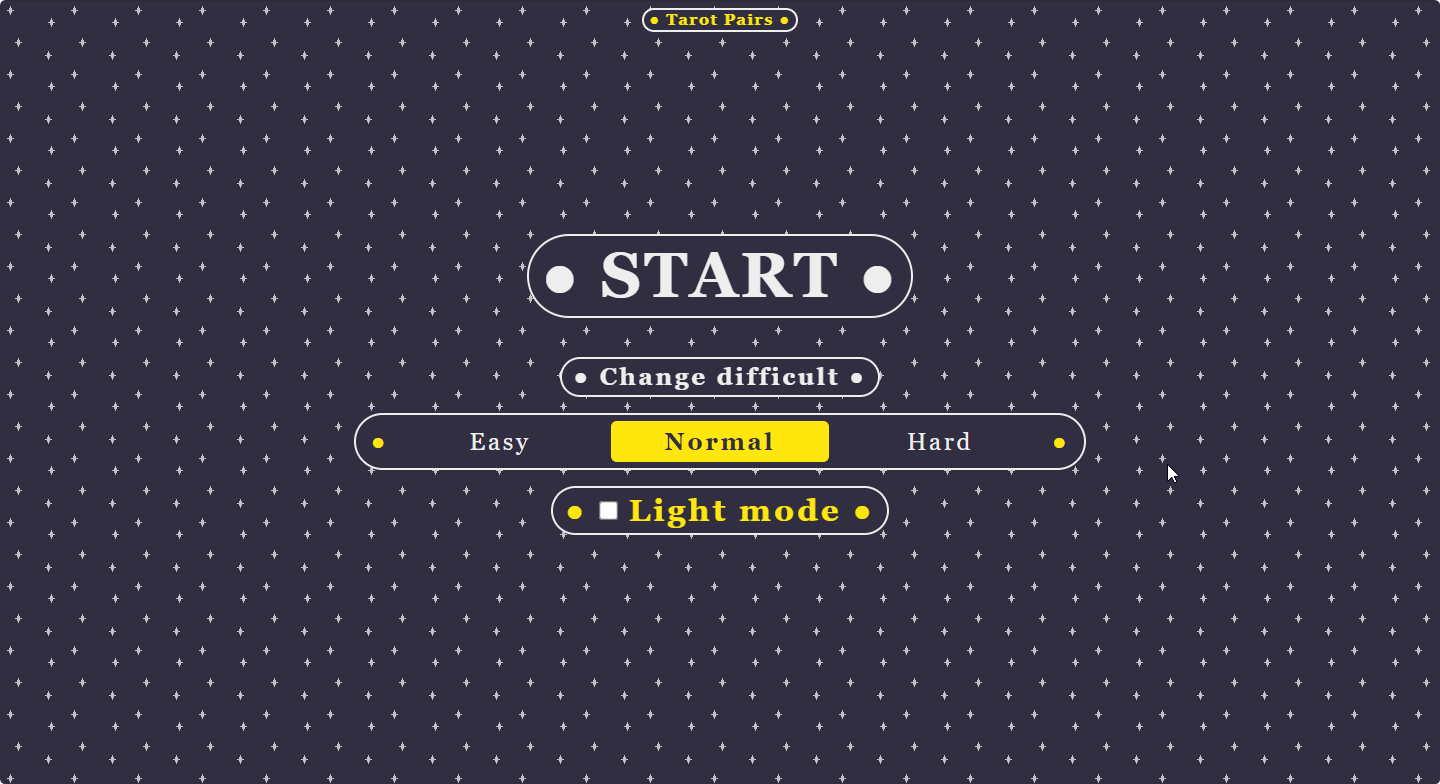 Tarot Pairs
START
Change difficult
Easy Normal Hard
Light mode